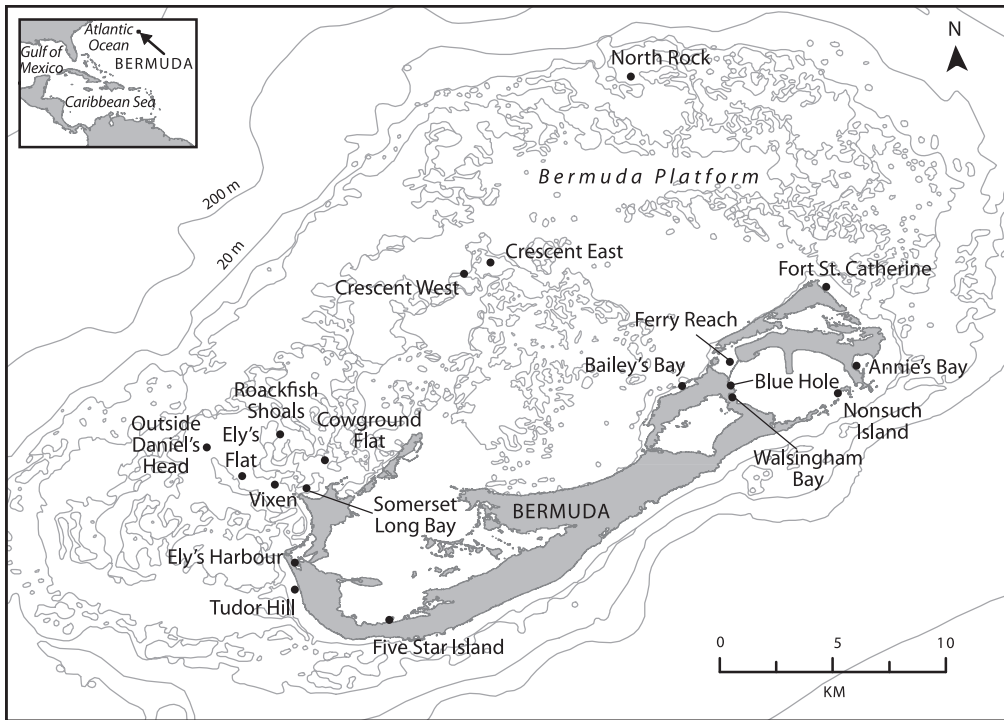 Atlantic
Ocean
Gulf of
Mexico
BERMUDA
Caribbean Sea
N
North Rock
Bermuda Platform
200 m
20 m
Crescent East
Crescent West
Fort St. Catherine
Ferry Reach
Bailey's Bay
Blue Hole
Annie's Bay
Nonsuch
Island
Walsingham
Bay
Roackfish
Shoals
Outside
Daniel's
Head
Ely's
Flat
Cowground
Flat
Vixen
Somerset
Long Bay
BERMUDA
Ely's Harbour
Tudor Hill
Five Star Island
0
5
10
KM